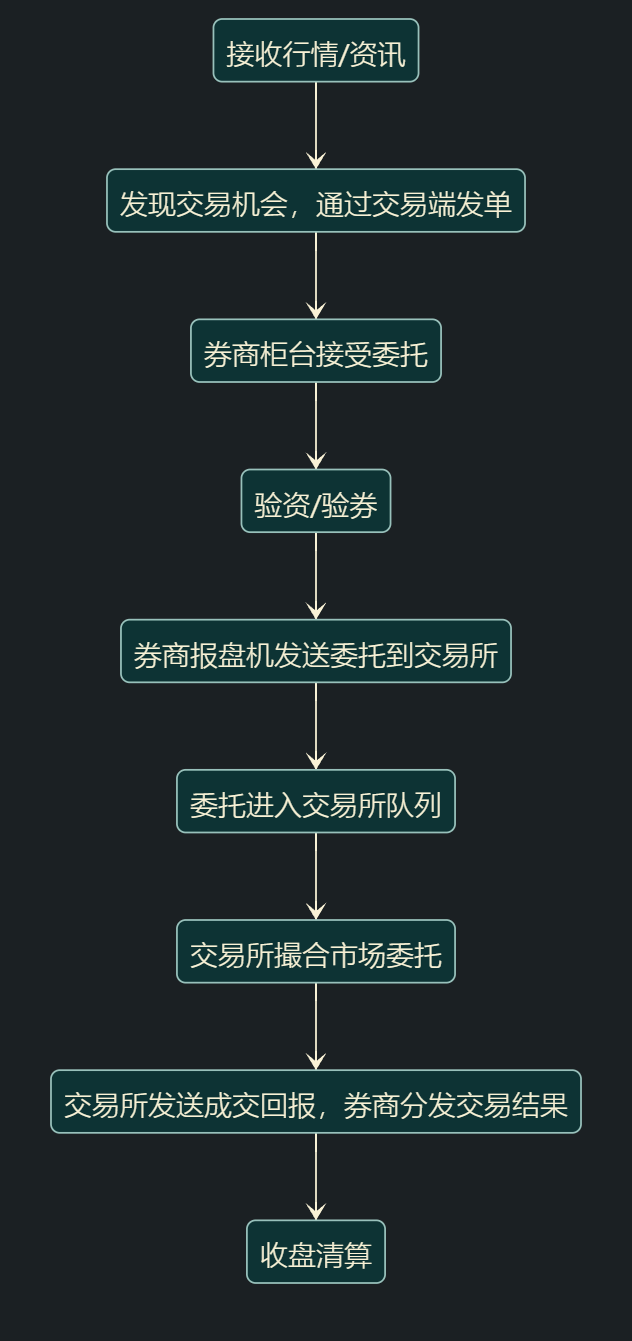 接收行情/资讯
发现交易机会，通过交易端发单
券商柜台接受委托
验资/验券
券商报盘机发送委托到交易所
委托进入交易所队列
交易所撮合市场委托
交易所发送成交回报，券商分发交易结果
收盘清算